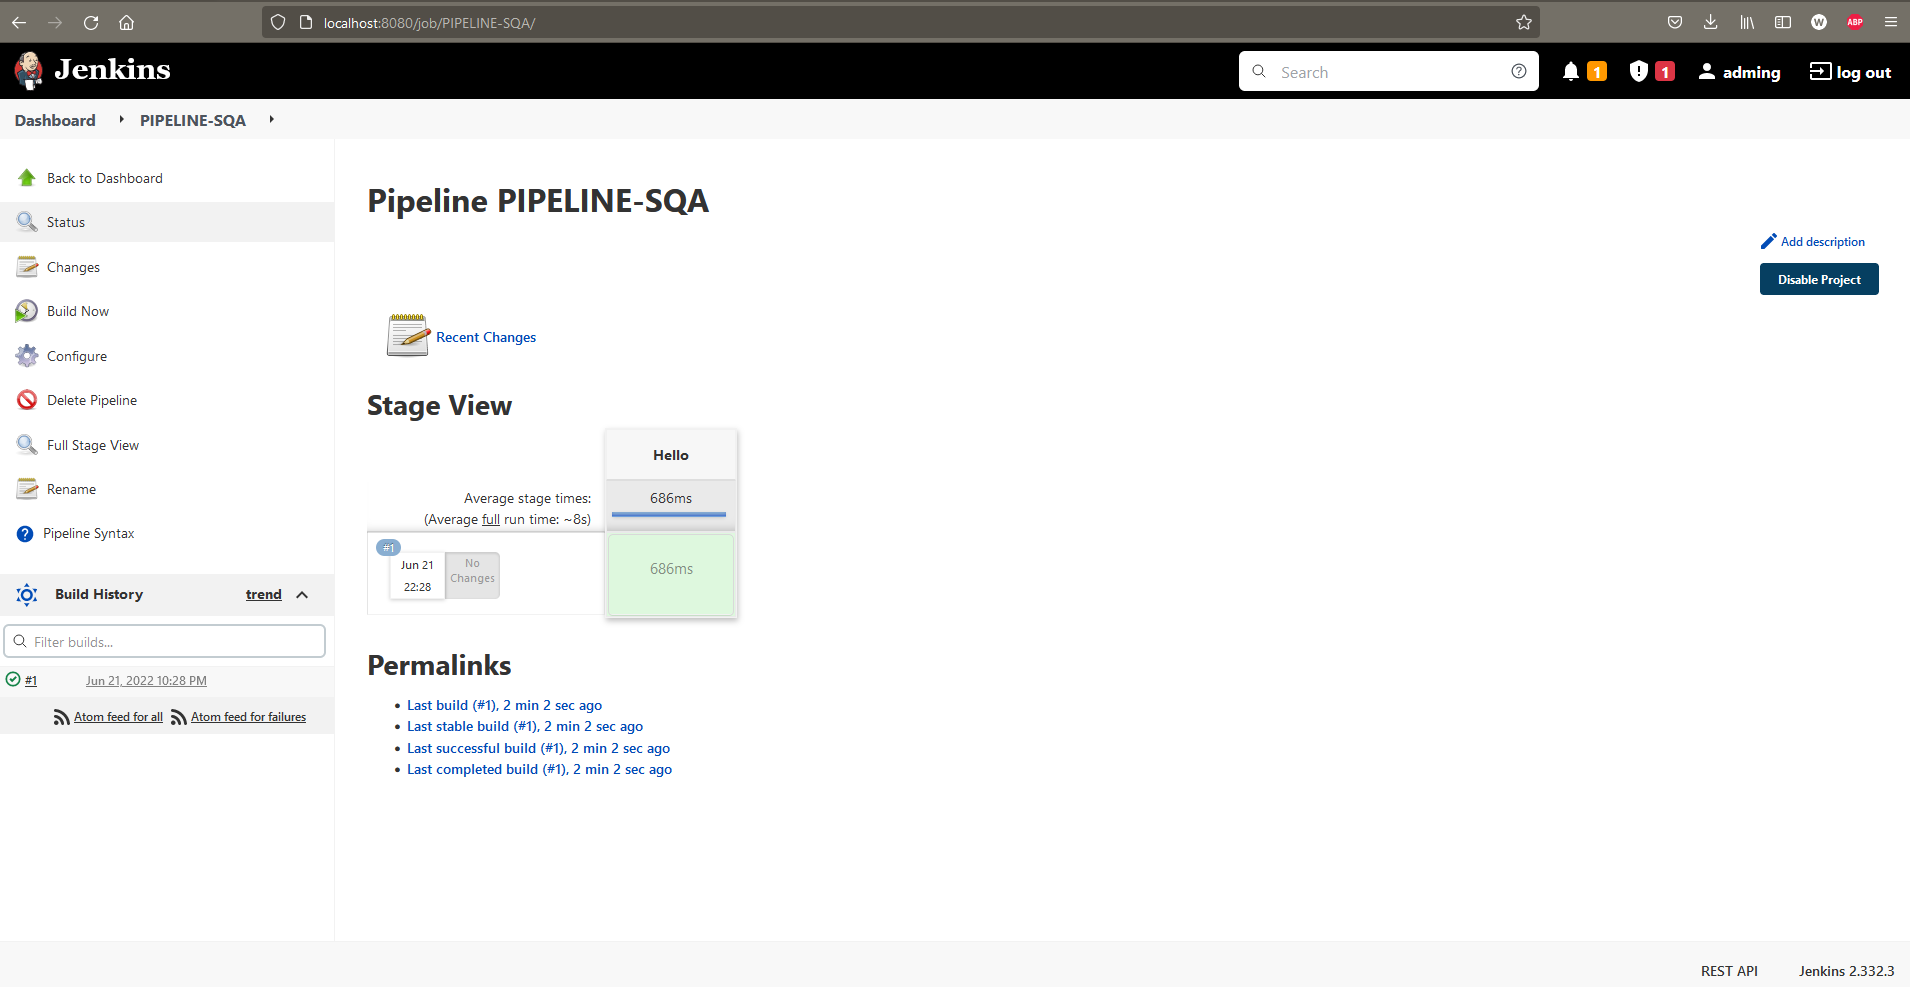 localhost:8080/job/PIPELINE-SQA/
W
ABP
Jenkins
Search
1
1
adming
log out
Dashboard
PIPELINE-SQA
Back to Dashboard
Status
Changes
Build Now
Configure
Delete Pipeline
Full Stage View
Rename
Pipeline Syntax
Build History
trend
Filter builds...
#1
Jun 21, 2022 10:28 PM
Atom feed for all
Atom feed for failures
Pipeline PIPELINE-SQA
Add description
Disable Project
Recent Changes
Stage View
Hello
Average stage times:
686ms
(Average full run time: ~8s)
#1
Jun 21
22:28
No
Changes
686ms
Permalinks
Last build (#1), 2 min 2 sec ago
Last stable build (#1), 2 min 2 sec ago
Last successful build (#1), 2 min 2 sec ago
Last completed build (#1), 2 min 2 sec ago
REST API
Jenkins 2.332.3